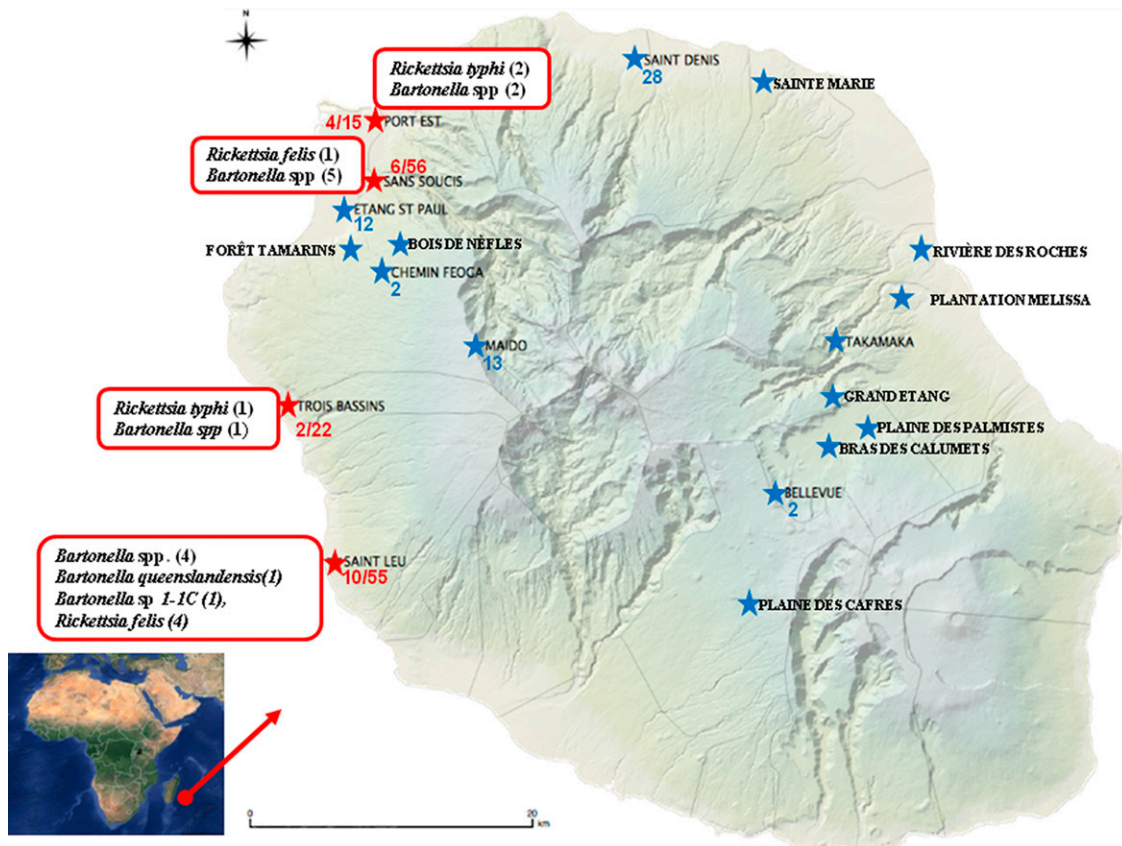 Rickettsia typhi (2)
Bartonella spp (2)
SAINT DENIS
28
SAINTE MARIE
4/15 PORT EST
Rickettsia felis (1)
Bartonella spp (5)
6/56
SANS SOUCIS
ETANG ST PAUL
12
FORÊT TAMARINS
BOIS DE NÈFLES
CHEMIN FEOGA
2
RIVIÈRE DES ROCHES
PLANTATION MELISSA
MAIDO
13
TAKAMAKA
GRAND ETANG
PLAINE DES PALMISTES
BRAS DES CALUMETS
Rickettsia typhi (1)
Bartonella spp (1)
TROIS BASSINS
2/22
BELLEVUE
2
Bartonella spp. (4)
Bartonella queenslandensis(1)
Bartonella sp 1-1C (1),
Rickettsia felis (4)
SAINT LEU
10/55
PLAINE DES CAFRES
0 20
km